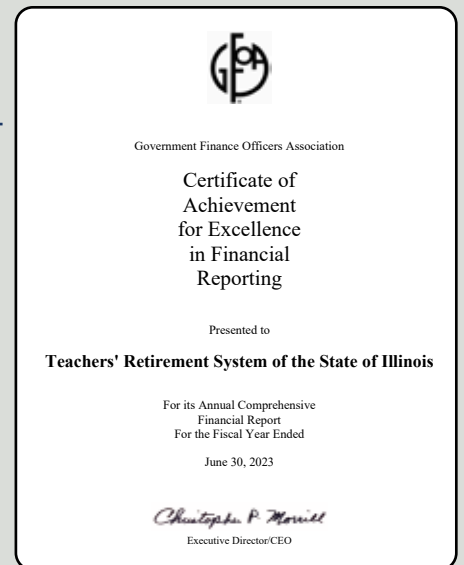 GFOA
Government Finance Officers Association
Certificate of
Achievement
for Excellence
in Financial
Reporting
Presented to
Teachers' Retirement System of the State of Illinois
For its Annual Comprehensive
Financial Report
For the Fiscal Year Ended
June 30, 2023
Christopher P. Morrill
Executive Director/CEO